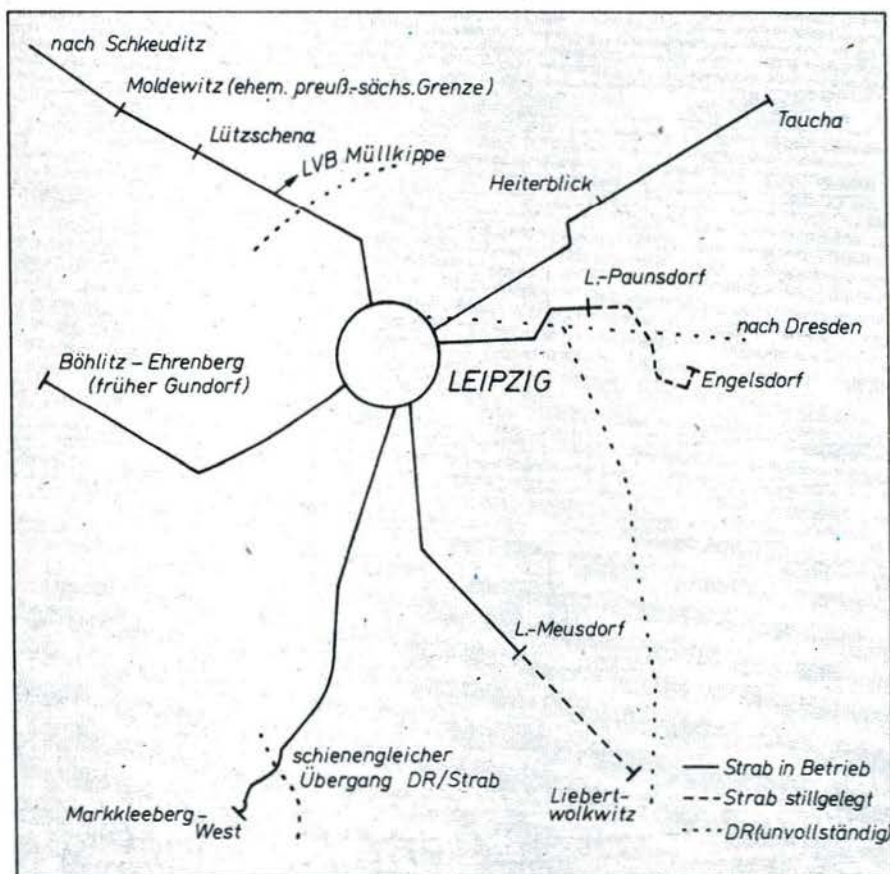 nach Schkeuditz
Moldewitz (ehem. preuß.-sächs. Grenze)
Lützschena
LVB Müllkippe
Taucha
Heiterblick
L.-Paunsdorf
nach Dresden
Engelsdorf
Böhlitz - Ehrenberg
(früher Gundorf)
LEIPZIG
L.-Meusdorf
schienengleicher
Übergang DR/Strab
Markkleeberg-
West
Liebert-
wolkwitz
Strab in Betrieb
Strab stillgelegt
DR (unvollständig)